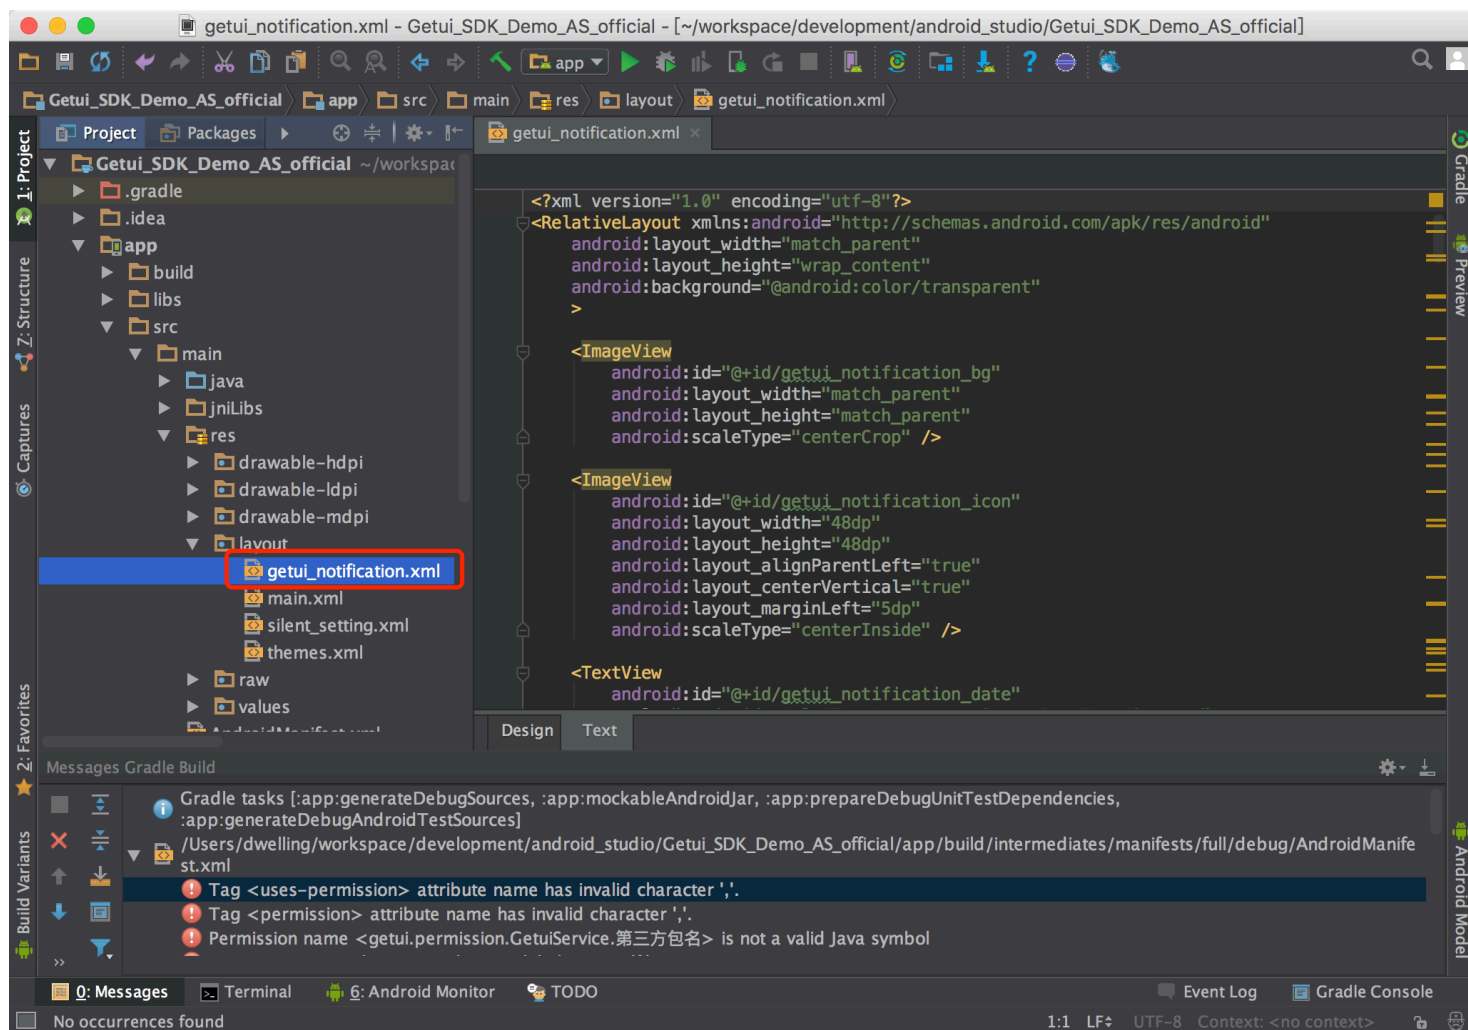 getui_notification.xml - Getui_SDK_Demo_AS_official - [~/workspace/development/android_studio/Getui_SDK_Demo_AS_official]
app
Getui_SDK_Demo_AS_official app src main res layout getui_notification.xml
Project Packages
getui_notification.xml
1: Project
Z: Structure
Captures
2: Favorites
Build Variants
Getui_SDK_Demo_AS_official ~/workspac
.gradle
.idea
app
build
libs
src
main
java
jniLibs
res
drawable-hdpi
drawable-ldpi
drawable-mdpi
layout
getui_notification.xml
main.xml
silent_setting.xml
themes.xml
raw
values
AndroidManifest.xml
<?xml version="1.0" encoding="utf-8"?>
<RelativeLayout xmlns:android="http://schemas.android.com/apk/res/android"
android:layout_width="match_parent"
android:layout_height="wrap_content"
android:background="@android:color/transparent"
>
<ImageView
android:id="@+id/getui_notification_bg"
android:layout_width="match_parent"
android:layout_height="match_parent"
android:scaleType="centerCrop" />
<ImageView
android:id="@+id/getui_notification_icon"
android:layout_width="48dp"
android:layout_height="48dp"
android:layout_alignParentLeft="true"
android:layout_centerVertical="true"
android:layout_marginLeft="5dp"
android:scaleType="centerInside" />
<TextView
android:id="@+id/getui_notification_date"
Design Text
Gradle
Preview
Android Model
Messages Gradle Build
Gradle tasks [:app:generateDebugSources, :app:mockableAndroidJar, :app:prepareDebugUnitTestDependencies,
:app:generateDebugAndroidTestSources]
/Users/dwelling/workspace/development/android_studio/Getui_SDK_Demo_AS_official/app/build/intermediates/manifests/full/debug/AndroidManife
st.xml
Tag <uses-permission> attribute name has invalid character ','.
Tag <permission> attribute name has invalid character ','.
Permission name <getui.permission.GetuiService.第三方包名> is not a valid Java symbol
0: Messages Terminal 6: Android Monitor TODO Event Log Gradle Console
No occurrences found 1:1 LF UTF-8 Context: <no context>